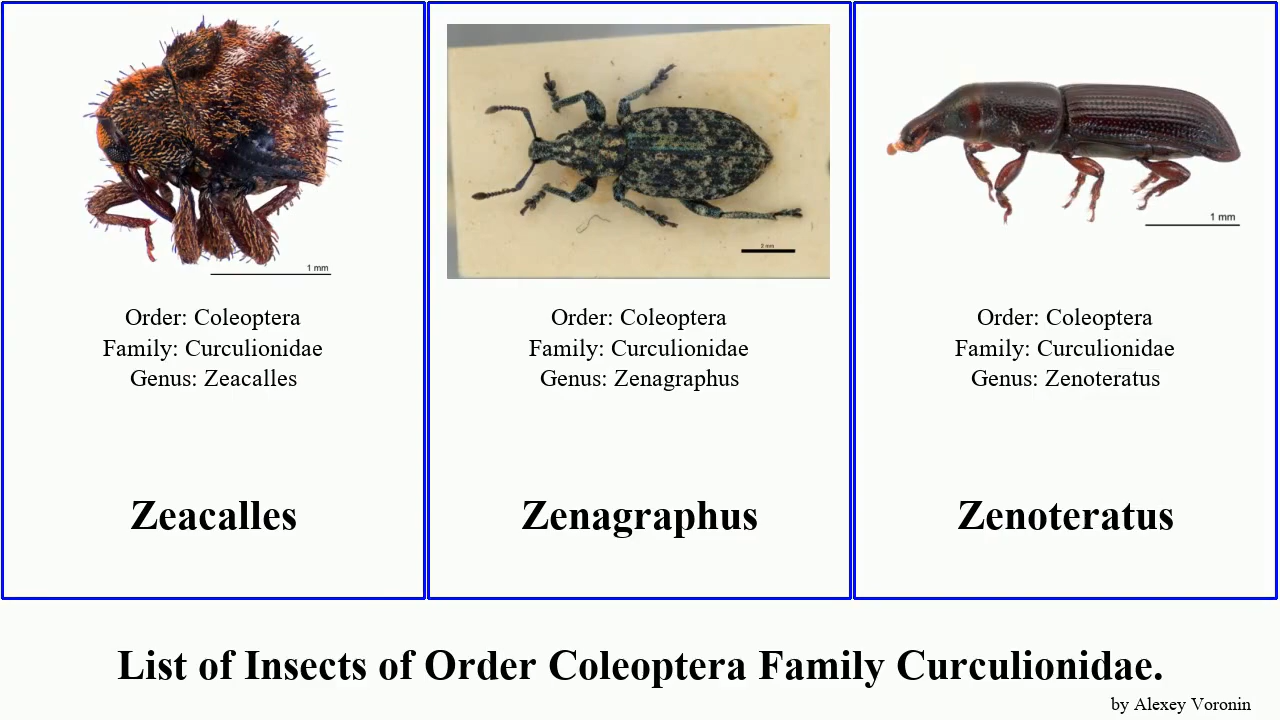 1 mm
Order: Coleoptera
Family: Curculionidae
Genus: Zeacalles
Zeacalles
2 mm
Order: Coleoptera
Family: Curculionidae
Genus: Zenagraphus
Zenagraphus
1 mm
Order: Coleoptera
Family: Curculionidae
Genus: Zenoteratus
Zenoteratus
List of Insects of Order Coleoptera Family Curculionidae.
by Alexey Voronin